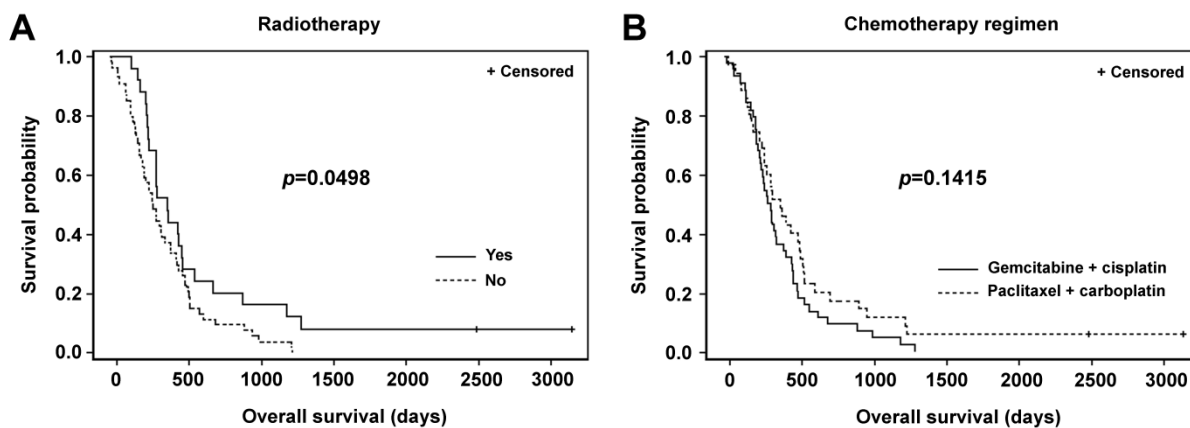 A
Radiotherapy
1.0
0.8
0.6
0.4
0.2
0.0
Survival probability
+ Censored
p=0.0498
Yes
No
0 500 1000 1500 2000 2500 3000
Overall survival (days)
B
Chemotherapy regimen
1.0
0.8
0.6
0.4
0.2
0.0
Survival probability
+ Censored
p=0.1415
Gemcitabine + cisplatin
Paclitaxel + carboplatin
0 500 1000 1500 2000 2500 3000
Overall survival (days)